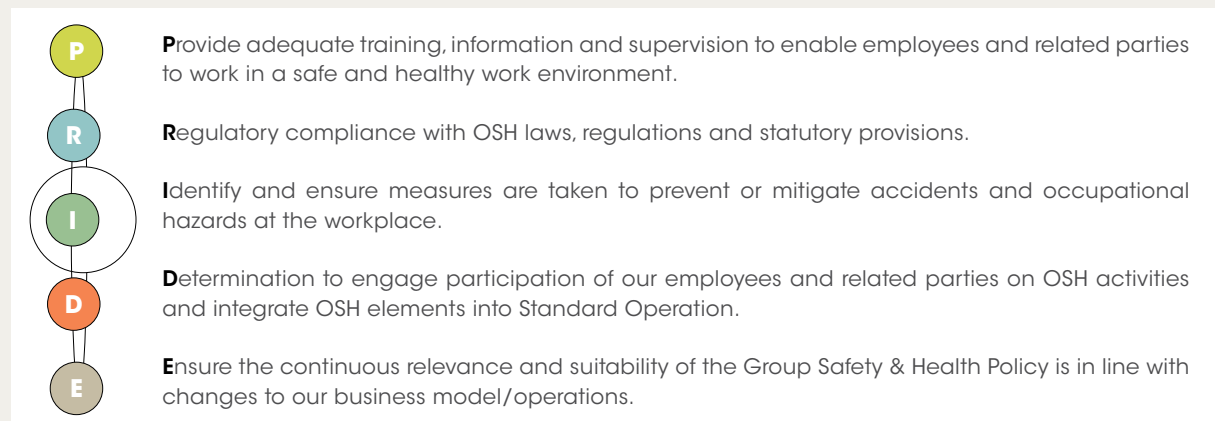 P
Provide adequate training, information and supervision to enable employees and related parties
to work in a safe and healthy work environment.
R
Regulatory compliance with OSH laws, regulations and statutory provisions.
I
Identify and ensure measures are taken to prevent or mitigate accidents and occupational
hazards at the workplace.
D
Determination to engage participation of our employees and related parties on OSH activities
and integrate OSH elements into Standard Operation.
E
Ensure the continuous relevance and suitability of the Group Safety & Health Policy is in line with
changes to our business model/operations.